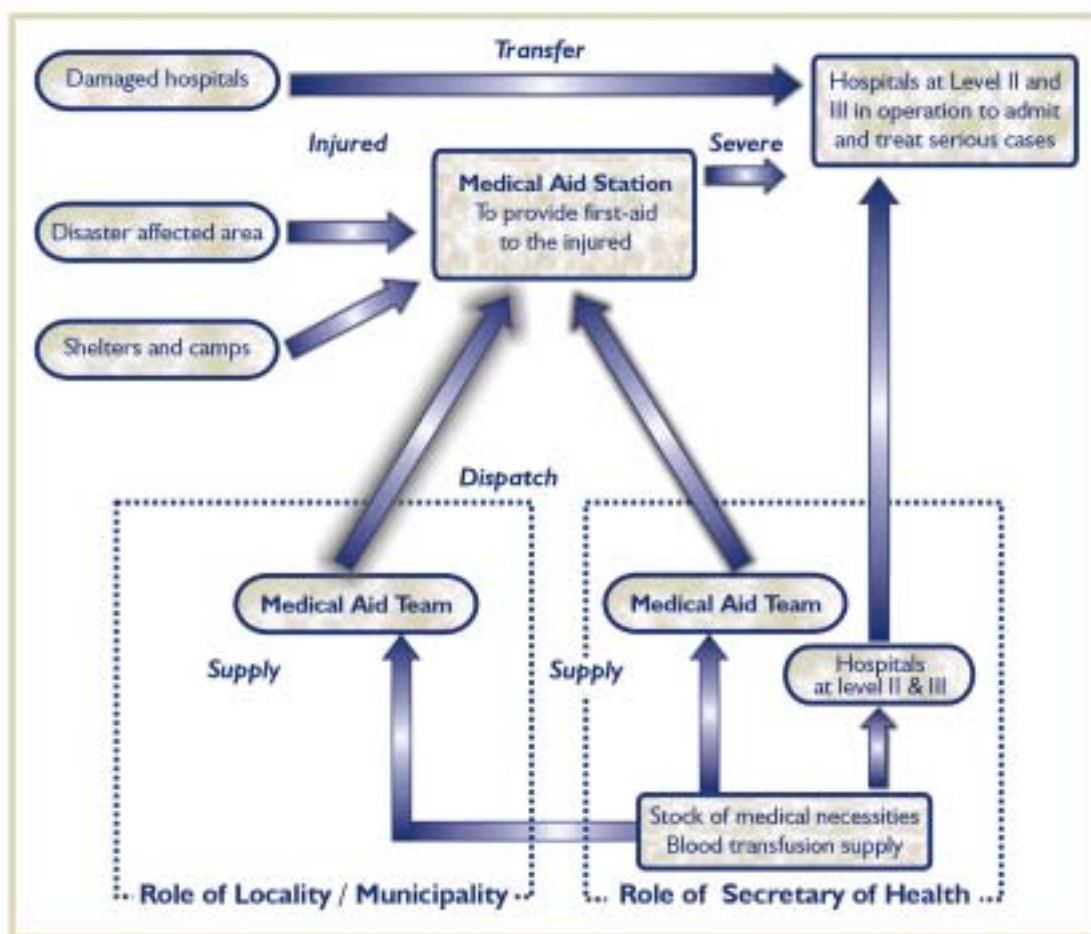 Transfer
Damaged hospitals
Hospitals at Level II and
III in operation to admit
and treat serious cases
Injured
Severe
Medical Aid Station
To provide first-aid
to the injured
Disaster affected area
Shelters and camps
Dispatch
Medical Aid Team
Medical Aid Team
Supply
Supply
Hospitals
at level II & III
Stock of medical necessities
Blood transfusion supply
Role of Locality / Municipality
Role of Secretary of Health